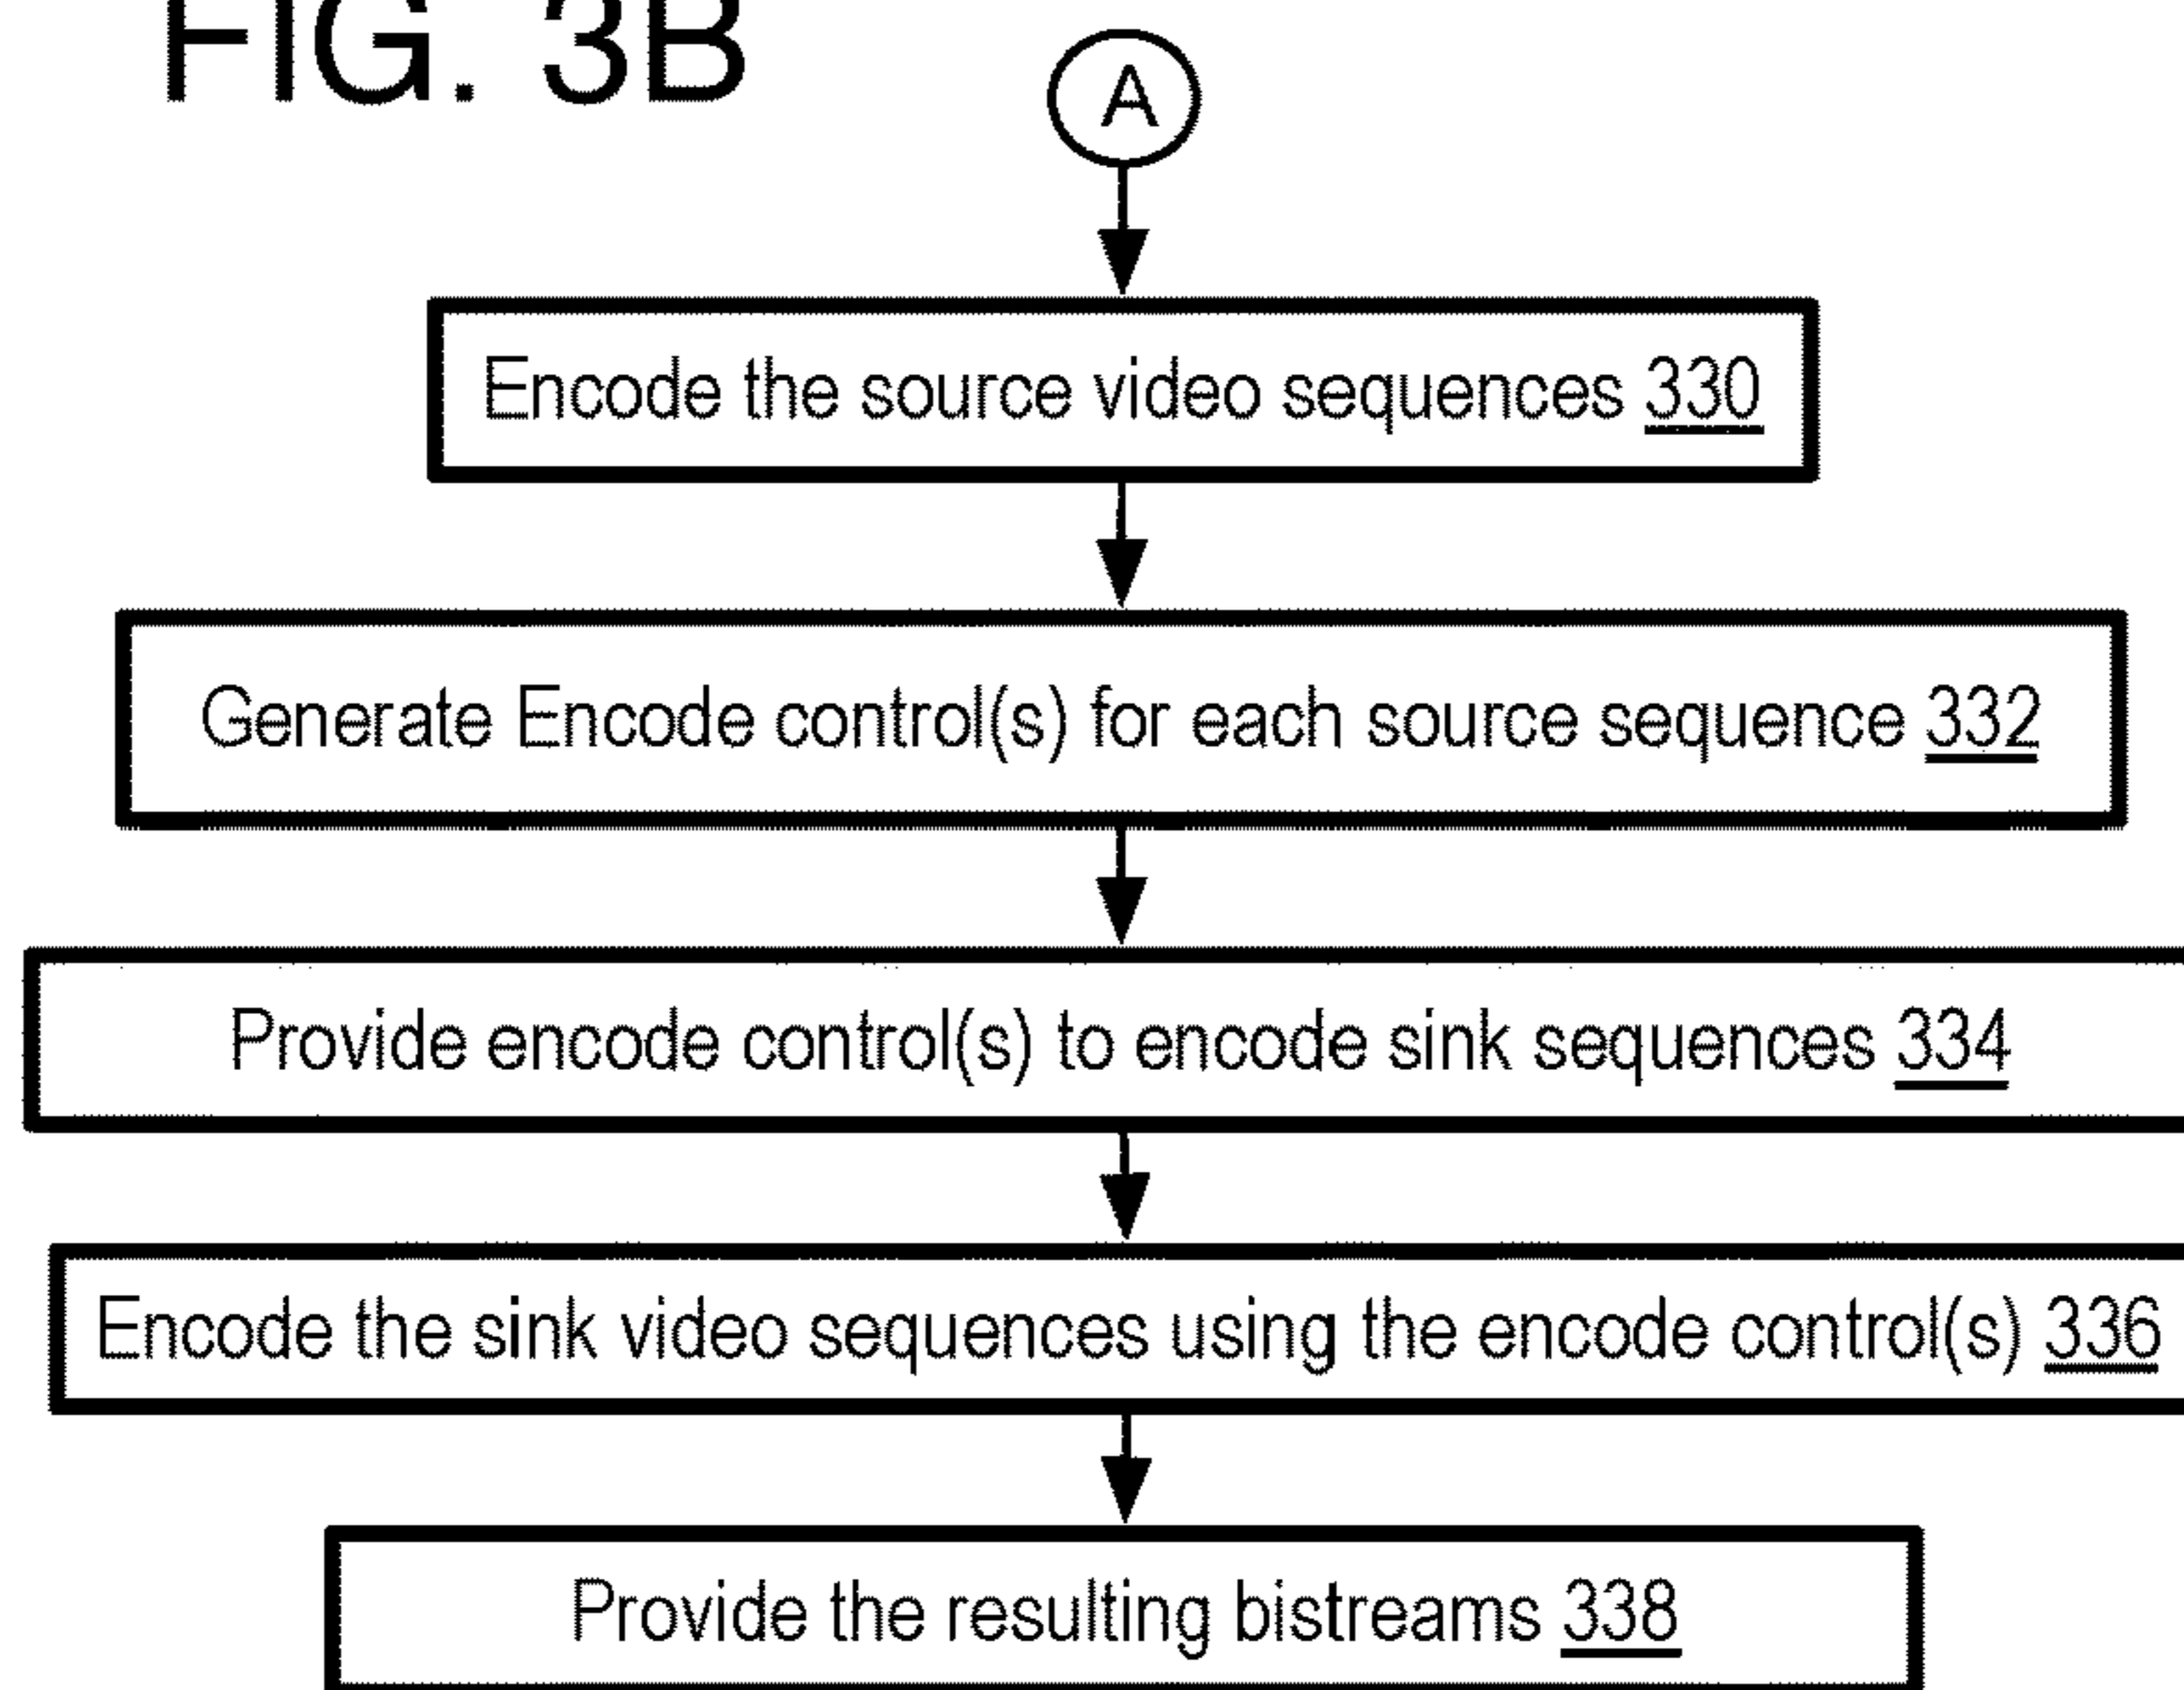 FIG. 3B
A
Encode the source video sequences 330
Generate Encode control(s) for each source sequence 332
Provide encode control(s) to encode sink sequences 334
Encode the sink video sequences using the encode control(s) 336
Provide the resulting bistreams 338